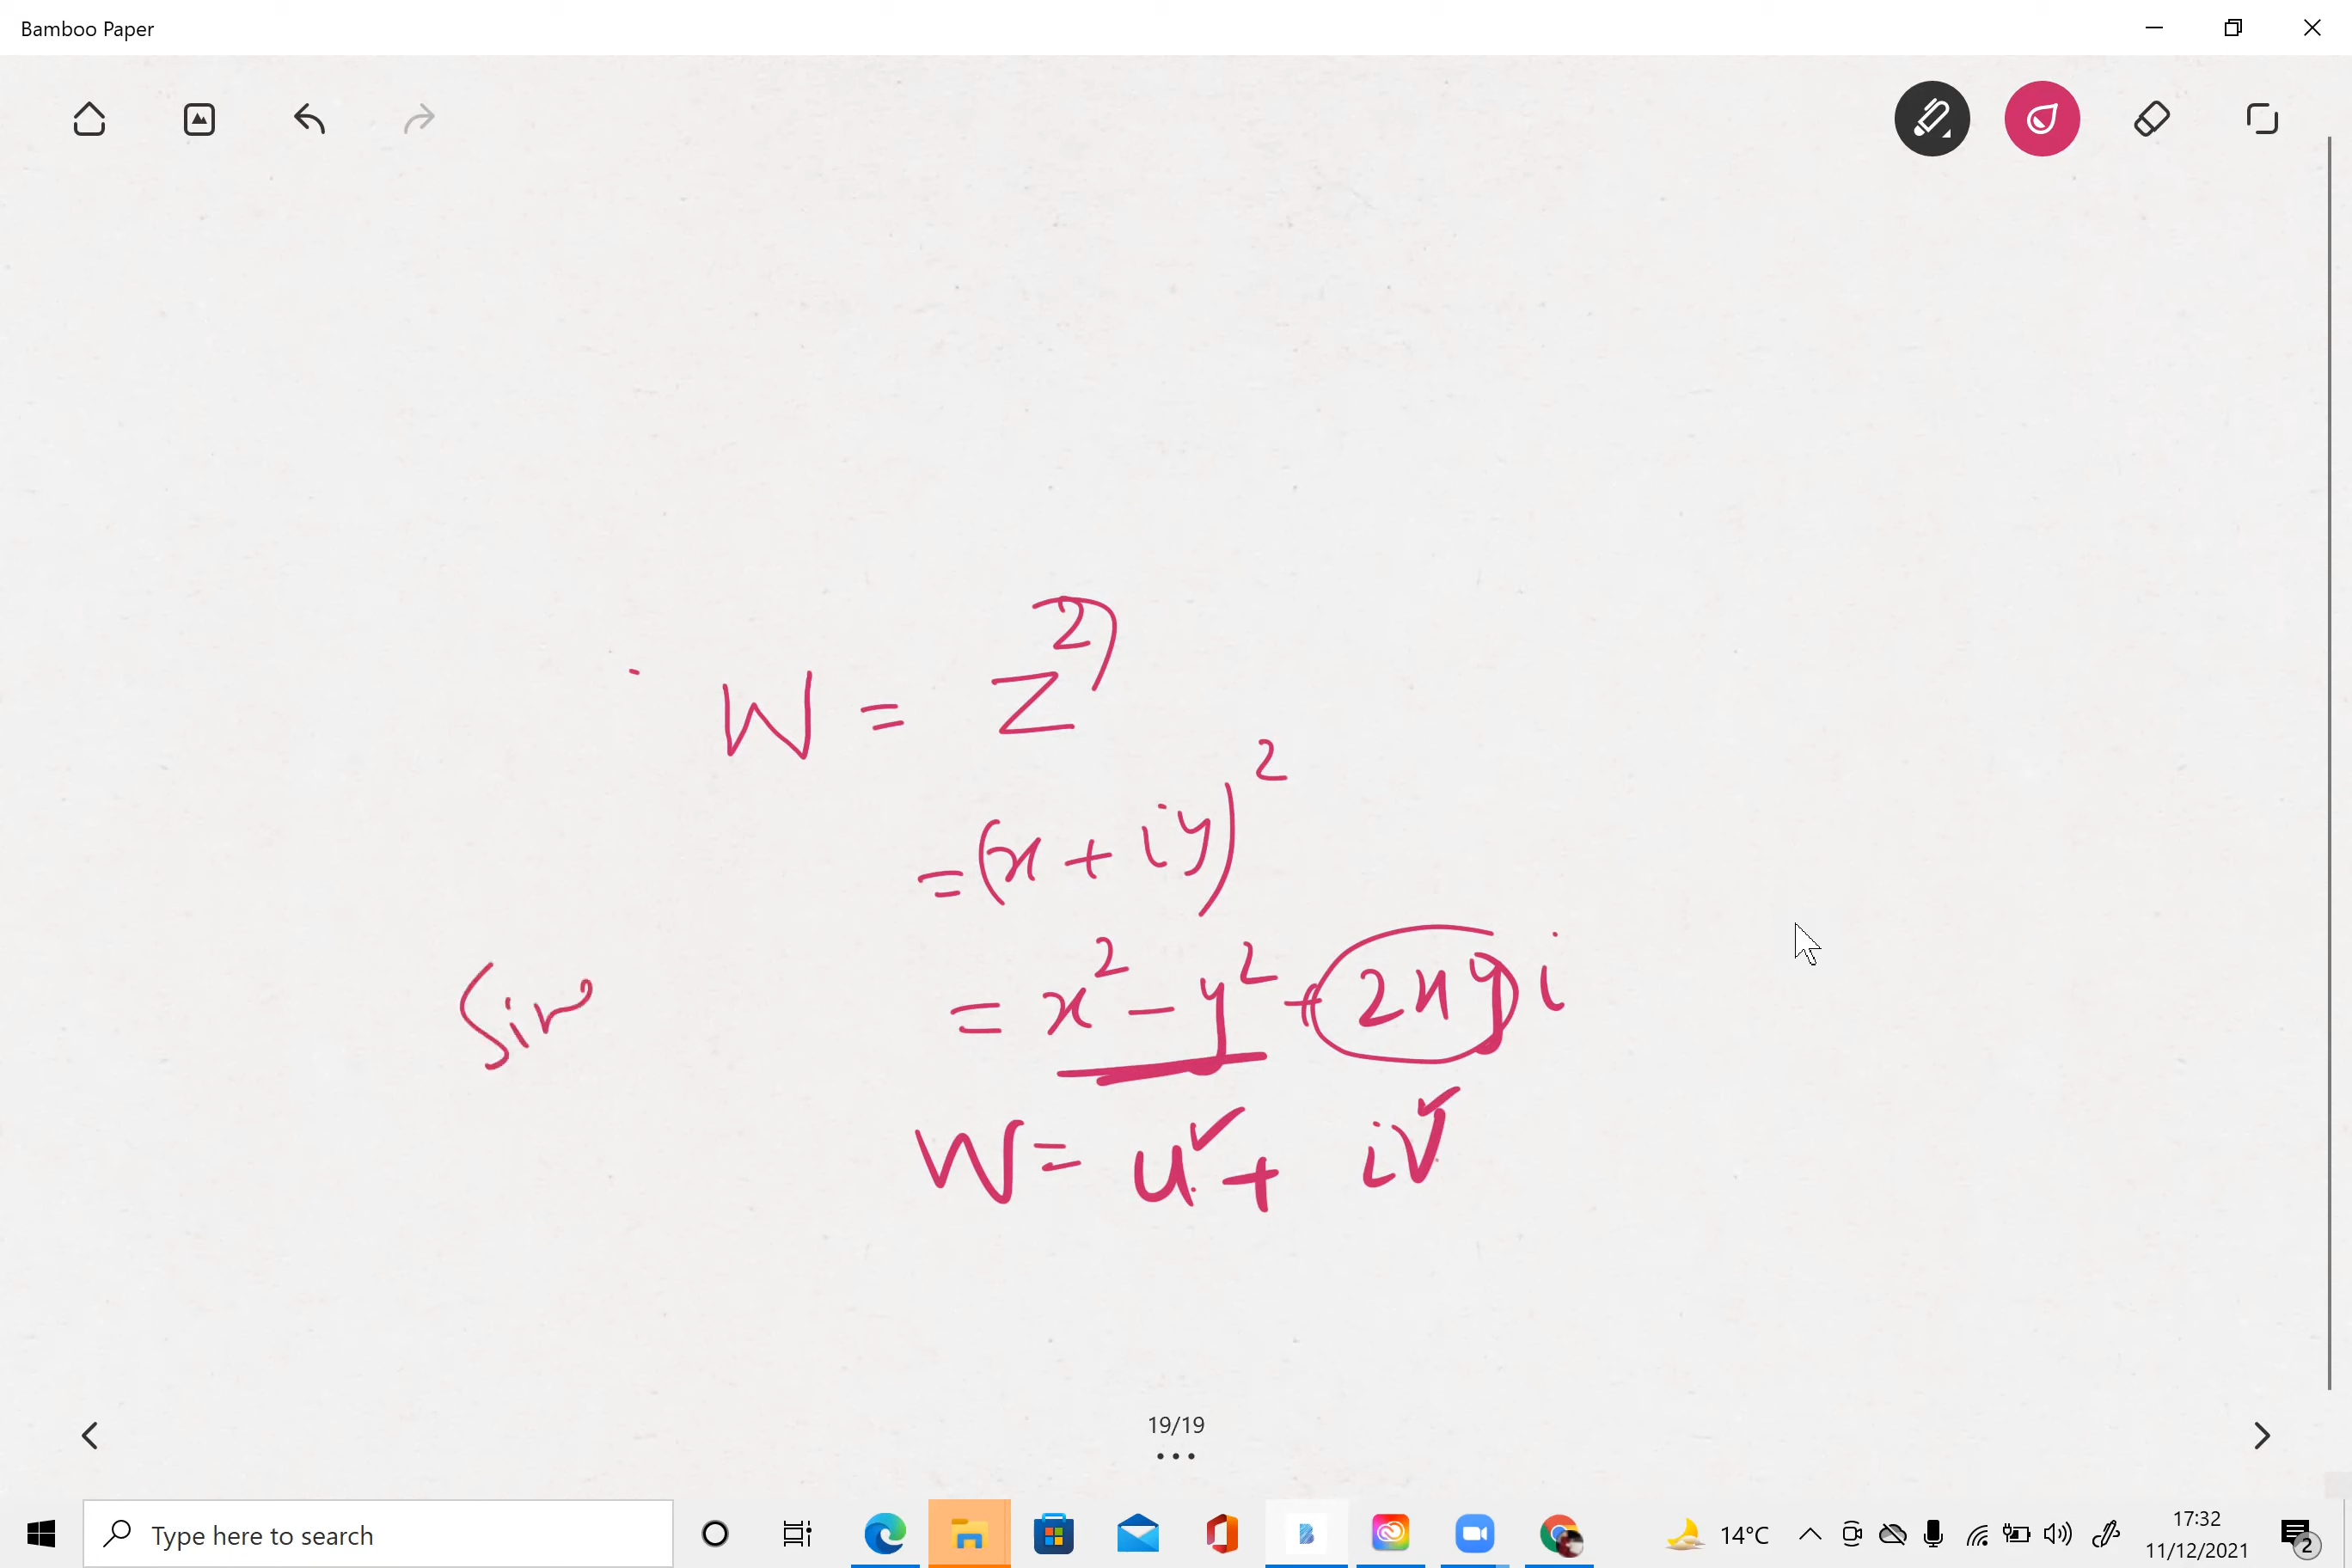 Bamboo Paper
W = Z²
= (x + iy)²
= x² - y² + 2xy i
W = u + iv
19/19
Type here to search
14°C
17:32
11/12/2021
2